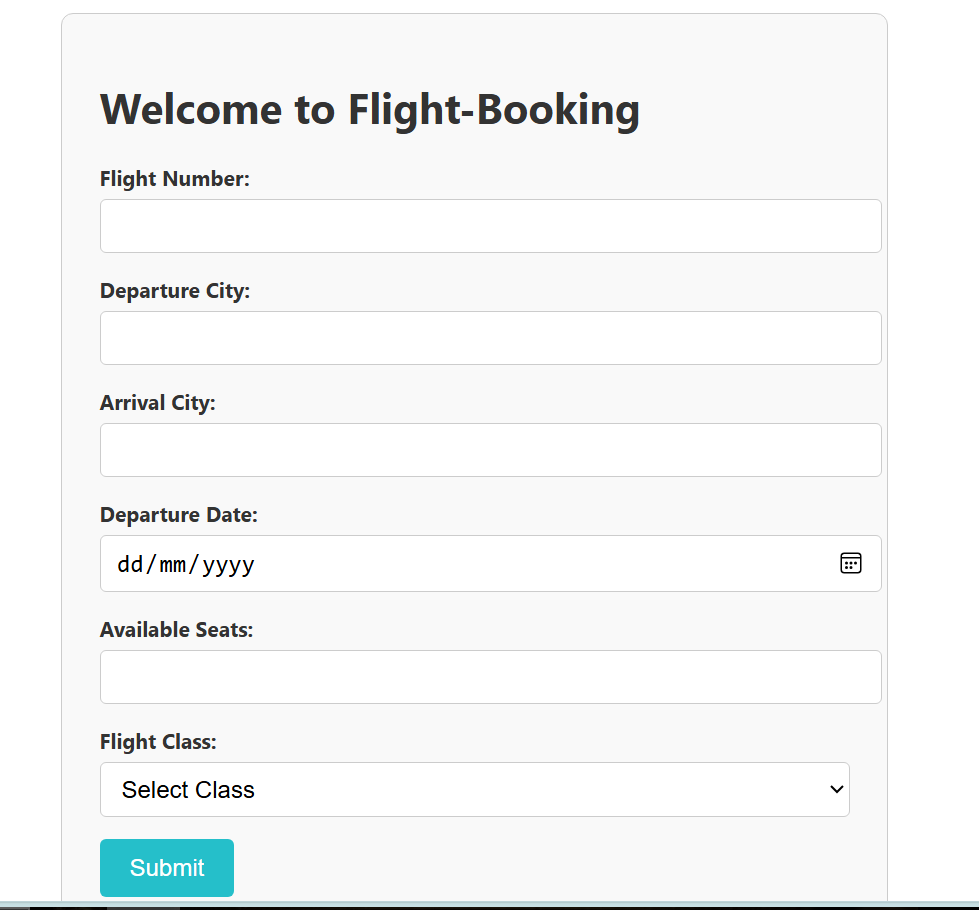 Welcome to Flight-Booking
Flight Number:
Departure City:
Arrival City:
Departure Date:
dd/mm/yyyy
Available Seats:
Flight Class:
Select Class
Submit